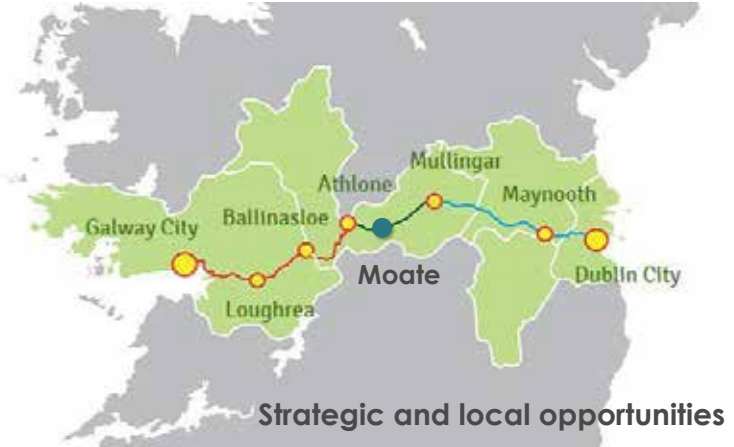 Mullingar
Athlone
Maynooth
Ballinasloe
Galway City
Moate
Dublin City
Loughrea
Strategic and local opportunities